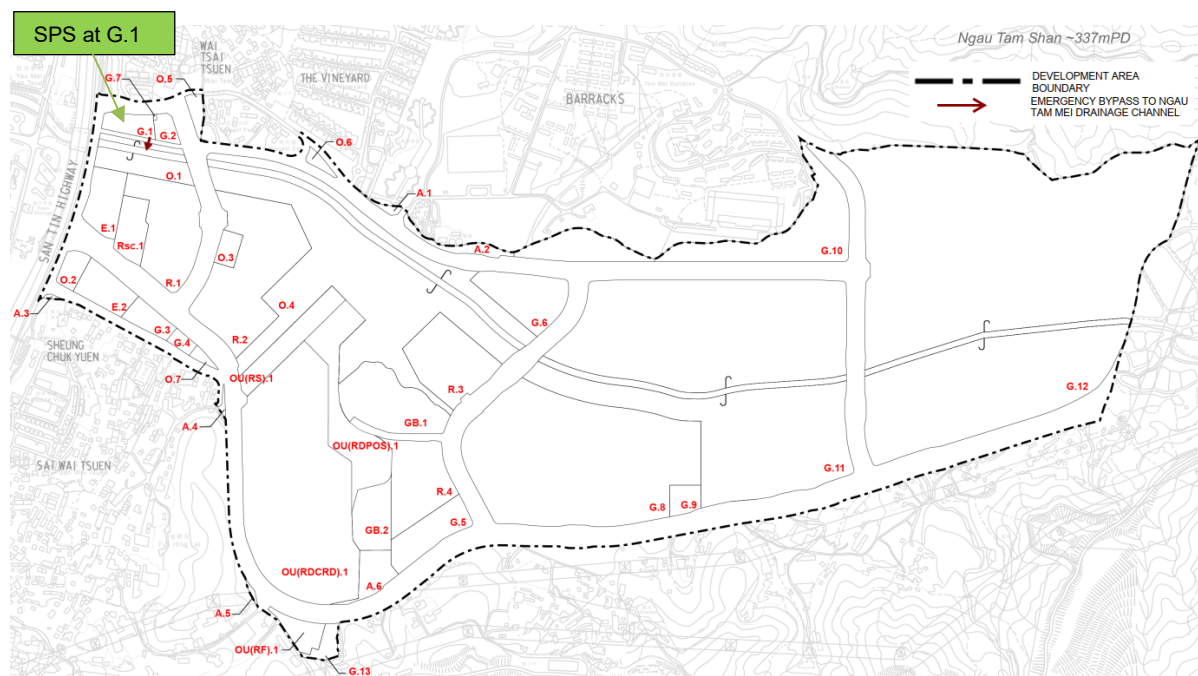 SPS at G.1
WAI
TSAI
TSUEN
O.5
G.7
THE VINEYARD
BARRACKS
Ngau Tam Shan ~337mPD
DEVELOPMENT AREA
BOUNDARY
EMERGENCY BYPASS TO NGAU
TAM MEI DRAINAGE CHANNEL
G.1
G.2
O.6
O.1
A.1
SAN TIN HIGHWAY
E.1
Rsc.1
O.3
A.2
G.10
O.2
R.1
A.3
E.2
O.4
G.3
G.6
G.4
R.2
SHEUNG
CHUK YUEN
O.7
OU(RS).1
R.3
G.12
A.4
GB.1
OU(RDPOS).1
SAI WAI TSUEN
G.11
R.4
G.8
G.9
G.5
GB.2
OU(RDCRD).1
A.6
A.5
OU(RF).1
G.13